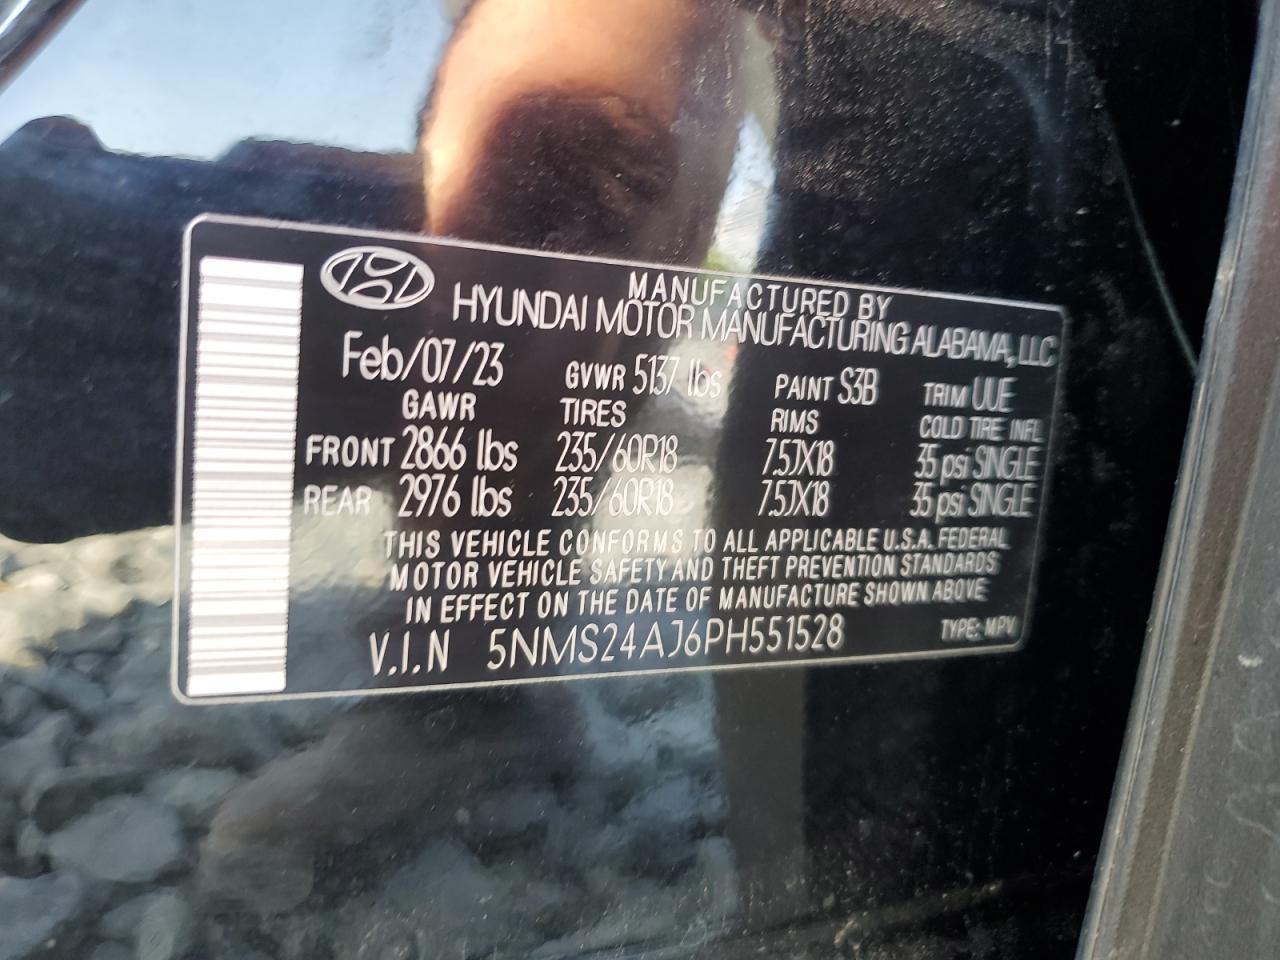 MANUFACTURED BY
HYUNDAI MOTOR MANUFACTURING ALABAMA, LLC
Feb/07/23 GVWR 5137 lbs PAINT S3B TRIM UUE
GAWR TIRES RIMS COLD TIRE INFL
FRONT 2866 lbs 235/60R18 7.5JX18 35 psi SINGLE
REAR 2976 lbs 235/60R18 7.5JX18 35 psi SINGLE
THIS VEHICLE CONFORMS TO ALL APPLICABLE U.S.A. FEDERAL
MOTOR VEHICLE SAFETY AND THEFT PREVENTION STANDARDS
IN EFFECT ON THE DATE OF MANUFACTURE SHOWN ABOVE
V.I.N 5NMS24AJ6PH551528 TYPE: MPV